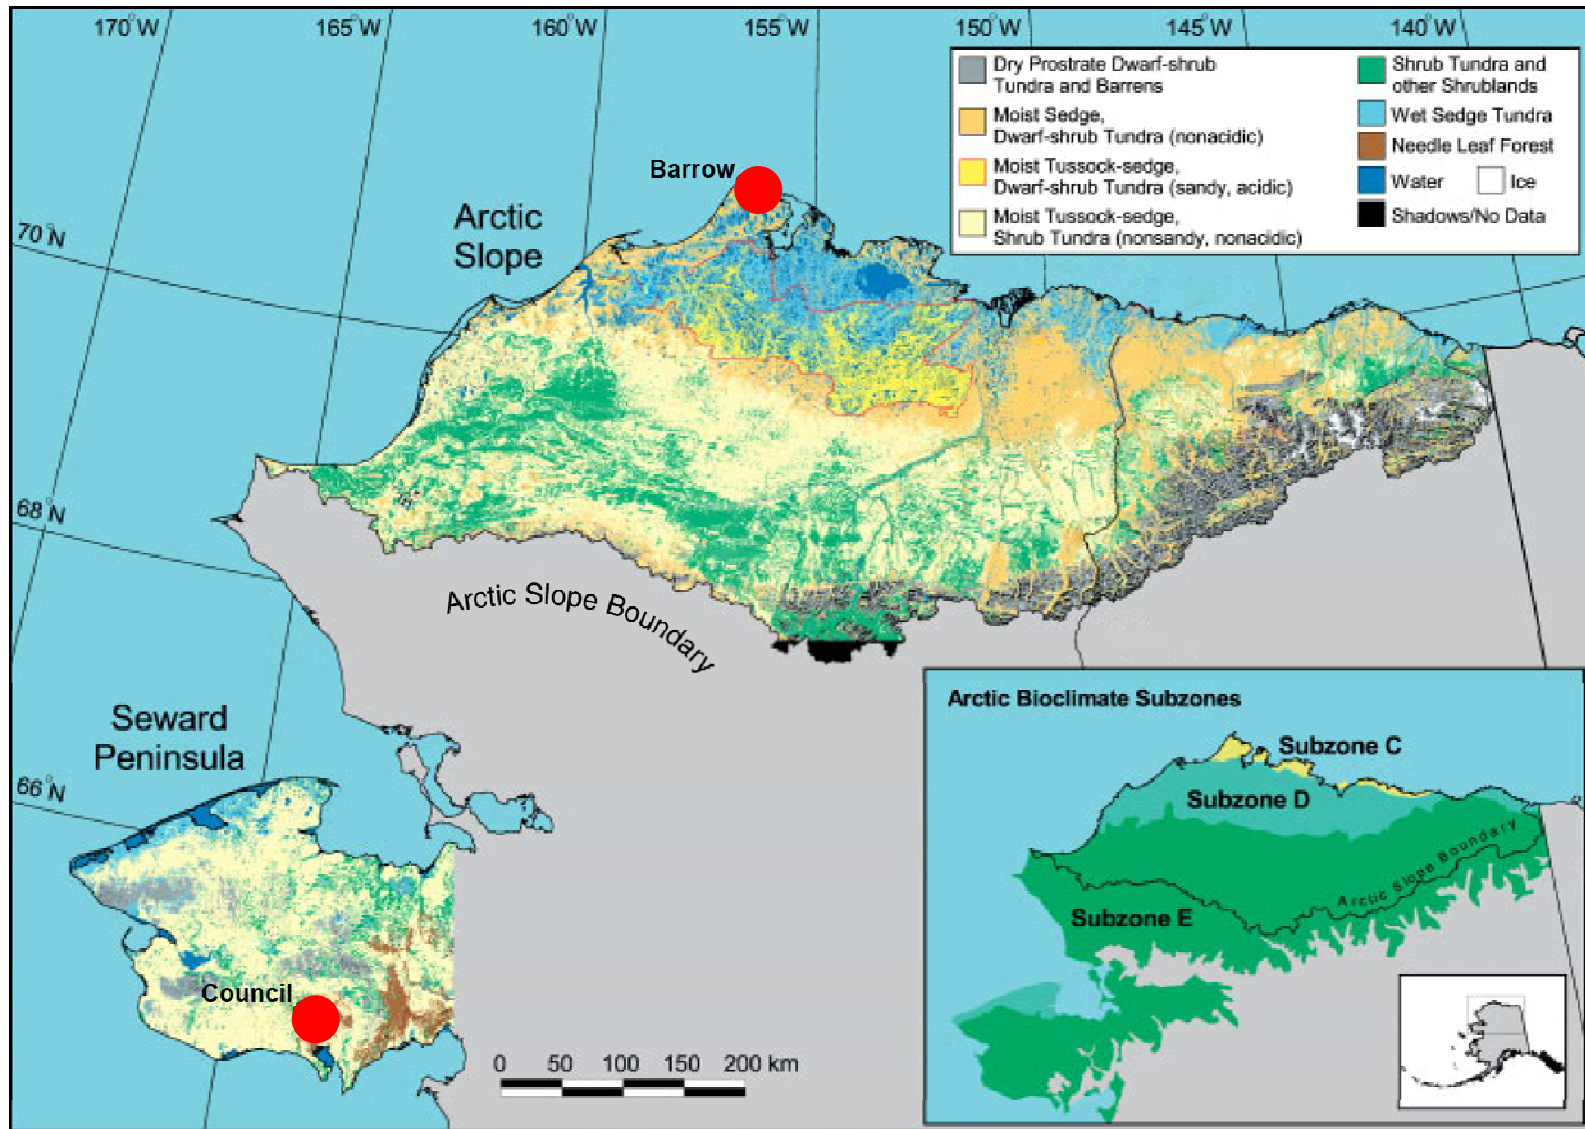 170°W
165°W
160°W
155°W
150°W
145°W
140°W
Dry Prostrate Dwarf-shrub
Tundra and Barrens
Moist Sedge,
Dwarf-shrub Tundra (nonacidic)
Moist Tussock-sedge,
Dwarf-shrub Tundra (sandy, acidic)
Moist Tussock-sedge,
Shrub Tundra (nonsandy, nonacidic)
Shrub Tundra and
other Shrublands
Wet Sedge Tundra
Needle Leaf Forest
Water
Ice
Shadows/No Data
Barrow
Arctic
Slope
70°N
68°N
Arctic Slope Boundary
Seward
Peninsula
66°N
Council
0 50 100 150 200 km
Arctic Bioclimate Subzones
Subzone C
Subzone D
Arctic Slope Boundary
Subzone E